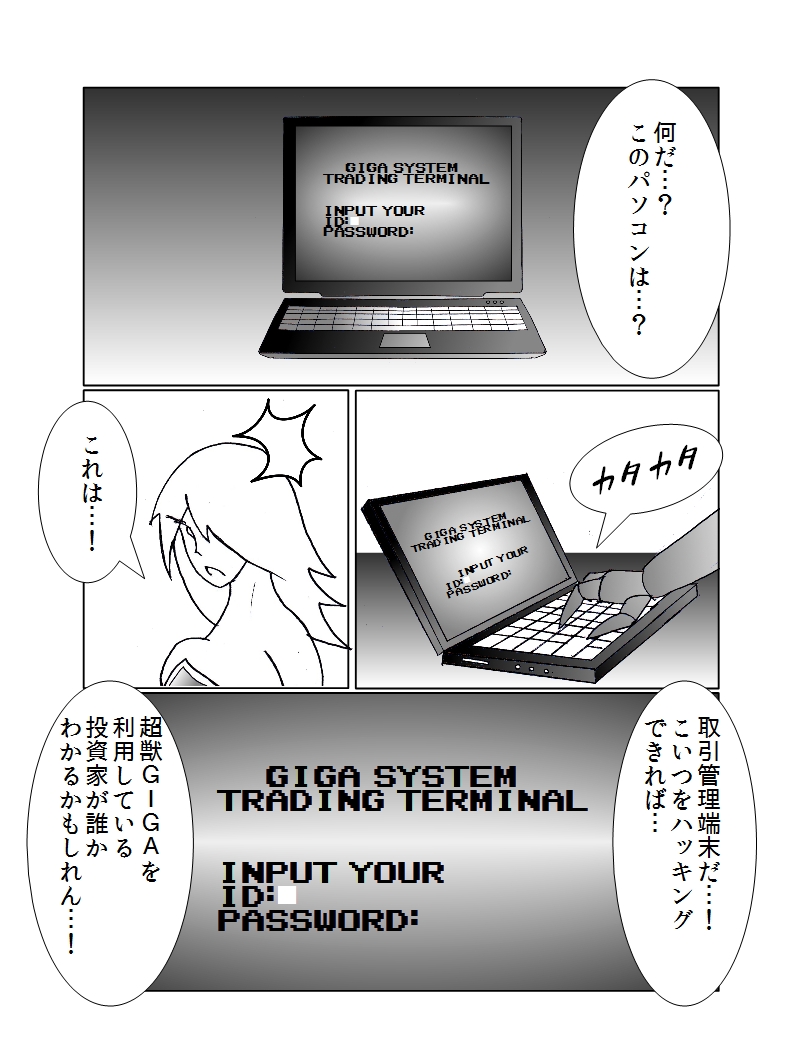 何だ…？
このパソコンは…？
GIGA SYSTEM
TRADING TERMINAL
INPUT YOUR
ID:
PASSWORD:
カタカタ
GIGA SYSTEM
TRADING TERMINAL
INPUT YOUR
ID:
PASSWORD:
これは…！
取引管理端末だ…！
こいつをハッキング
できれば…
GIGA SYSTEM
TRADING TERMINAL
INPUT YOUR
ID:
PASSWORD:
超獣ＧＩＧＡを
利用している
投資家が誰か
わかるかもしれん…！